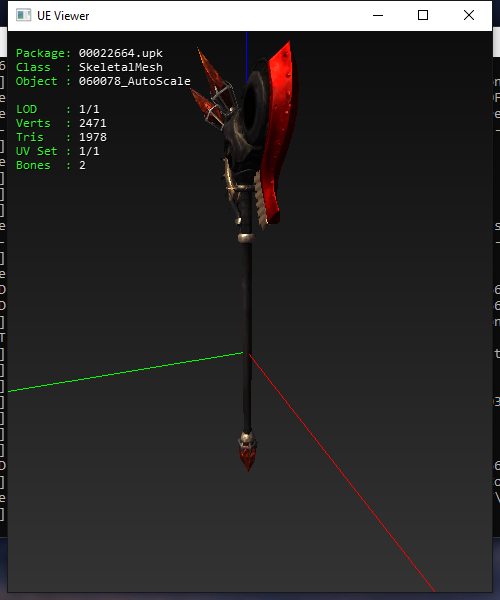 UE Viewer
Package: 00022664.upk
Class : SkeletalMesh
Object : 060078_AutoScale
LOD : 1/1
Verts : 2471
Tris : 1978
UV Set : 1/1
Bones : 2